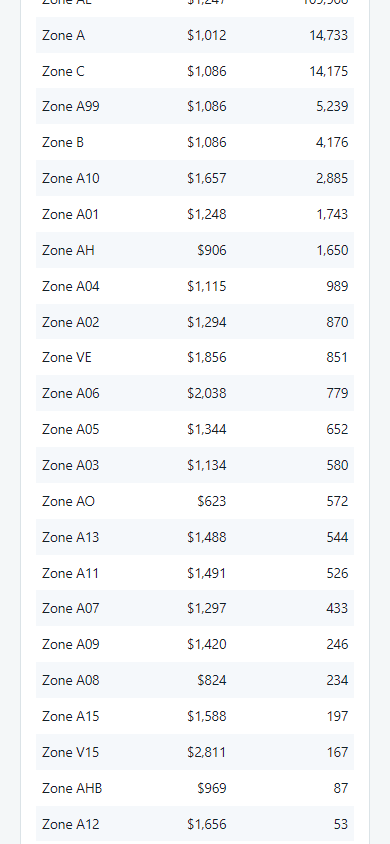 Zone A $1,012 14,733
Zone C $1,086 14,175
Zone A99 $1,086 5,239
Zone B $1,086 4,176
Zone A10 $1,657 2,885
Zone A01 $1,248 1,743
Zone AH $906 1,650
Zone A04 $1,115 989
Zone A02 $1,294 870
Zone VE $1,856 851
Zone A06 $2,038 779
Zone A05 $1,344 652
Zone A03 $1,134 580
Zone AO $623 572
Zone A13 $1,488 544
Zone A11 $1,491 526
Zone A07 $1,297 433
Zone A09 $1,420 246
Zone A08 $824 234
Zone A15 $1,588 197
Zone V15 $2,811 167
Zone AHB $969 87
Zone A12 $1,656 53